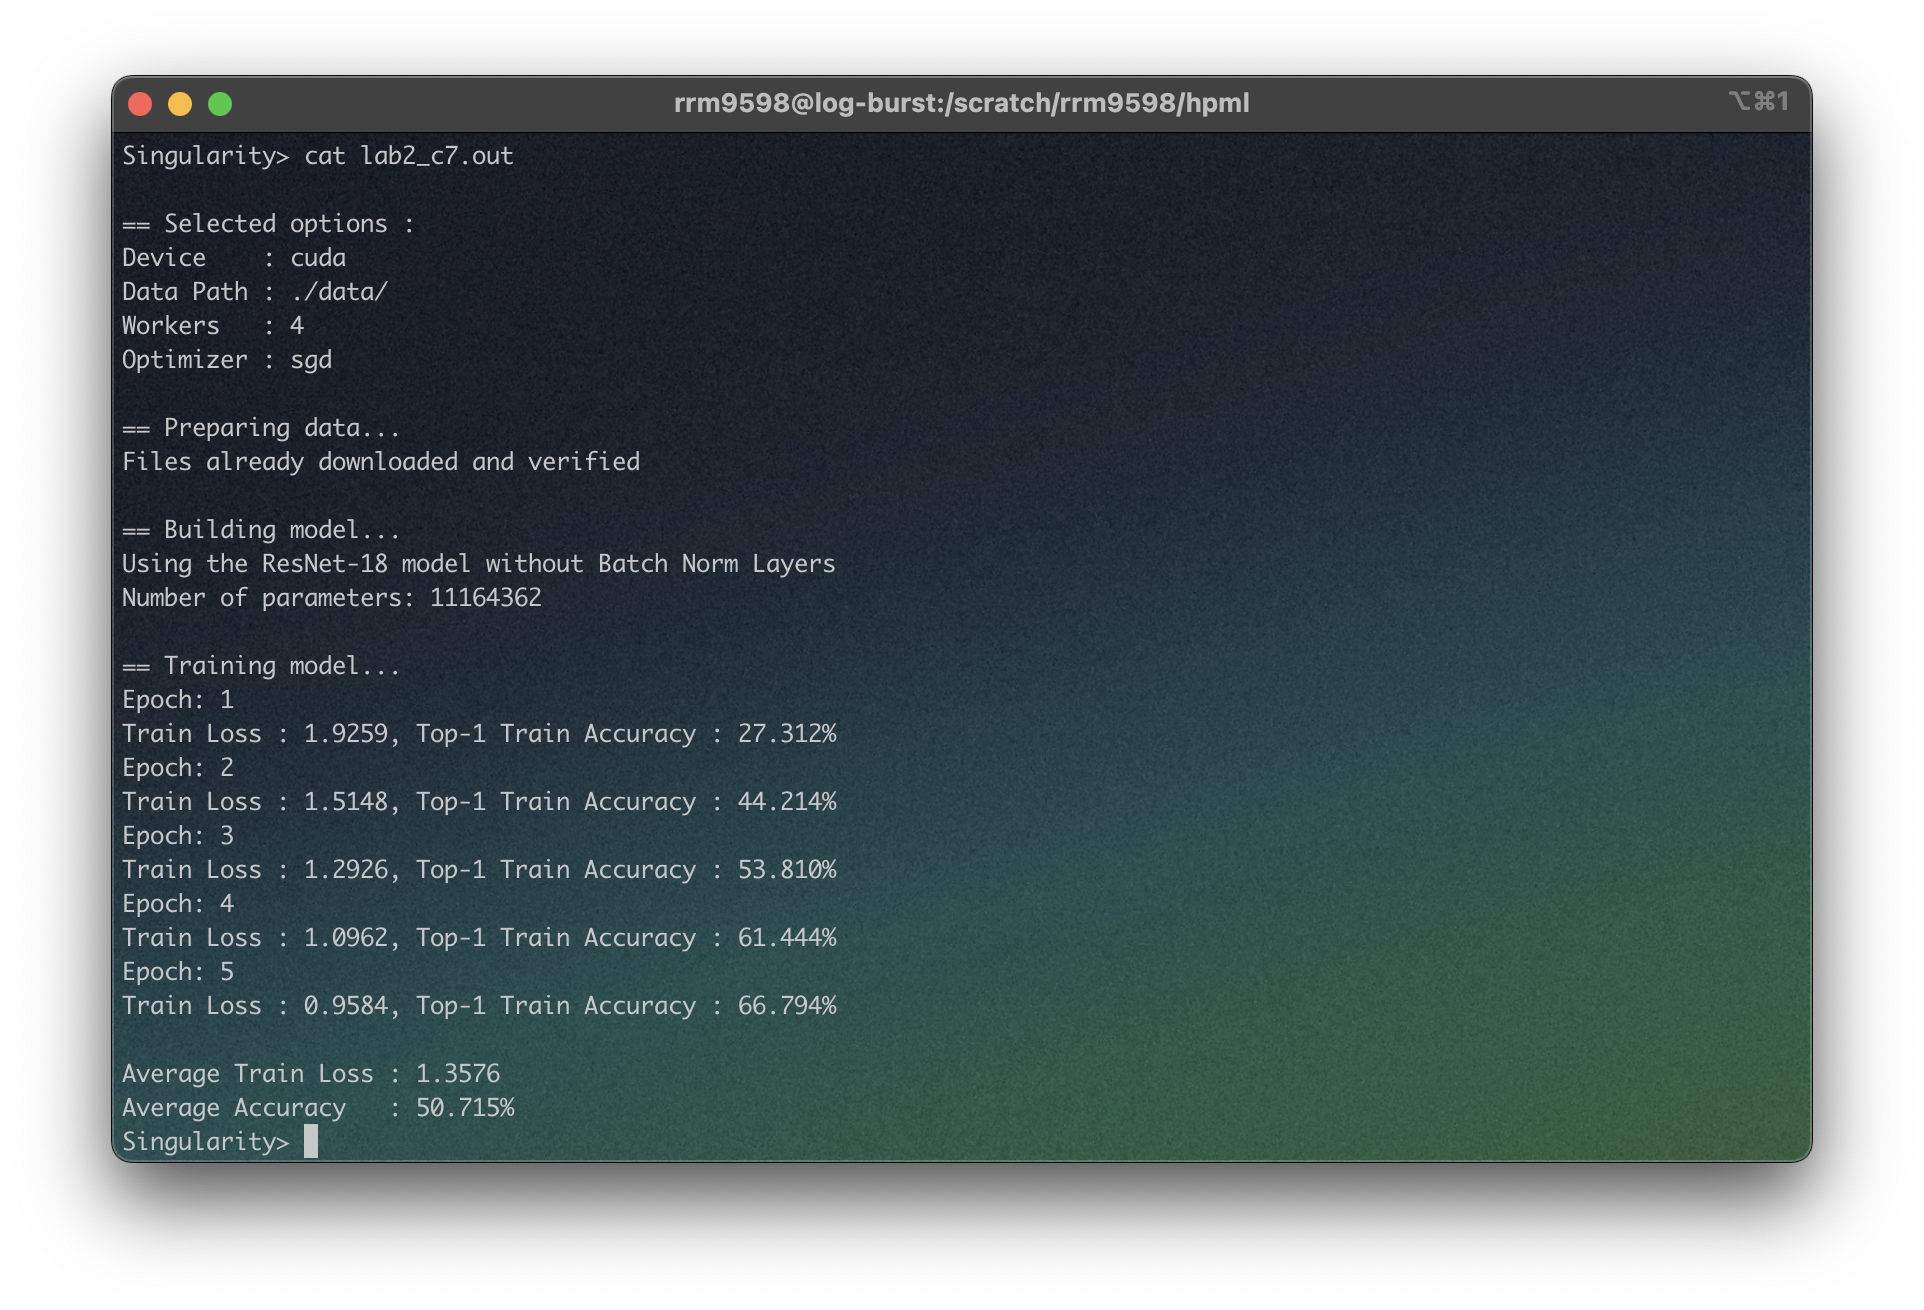 rrm9598@log-burst:/scratch/rrm9598/hpml
⌥⌘1
Singularity> cat lab2_c7.out
== Selected options :
Device    : cuda
Data Path : ./data/
Workers   : 4
Optimizer : sgd
== Preparing data...
Files already downloaded and verified
== Building model...
Using the ResNet-18 model without Batch Norm Layers
Number of parameters: 11164362
== Training model...
Epoch: 1
Train Loss : 1.9259, Top-1 Train Accuracy : 27.312%
Epoch: 2
Train Loss : 1.5148, Top-1 Train Accuracy : 44.214%
Epoch: 3
Train Loss : 1.2926, Top-1 Train Accuracy : 53.810%
Epoch: 4
Train Loss : 1.0962, Top-1 Train Accuracy : 61.444%
Epoch: 5
Train Loss : 0.9584, Top-1 Train Accuracy : 66.794%
Average Train Loss : 1.3576
Average Accuracy   : 50.715%
Singularity>